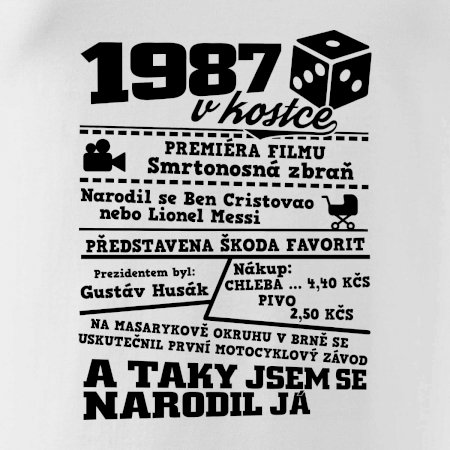 1987
v kostce
PREMIÉRA FILMU
Smrtonosná zbraň
Narodil se Ben Cristovao
nebo Lionel Messi
PŘEDSTAVENA ŠKODA FAVORIT
Prezidentem byl:
Gustáv Husák
Nákup:
CHLEBA ... 4,40 KČS
PIVO
2,50 KČS
NA MASARYKOVĚ OKRUHU V BRNĚ SE
USKUTEČNIL PRVNÍ MOTOCYKLOVÝ ZÁVOD
A TAKY JSEM SE
NARODIL JÁ